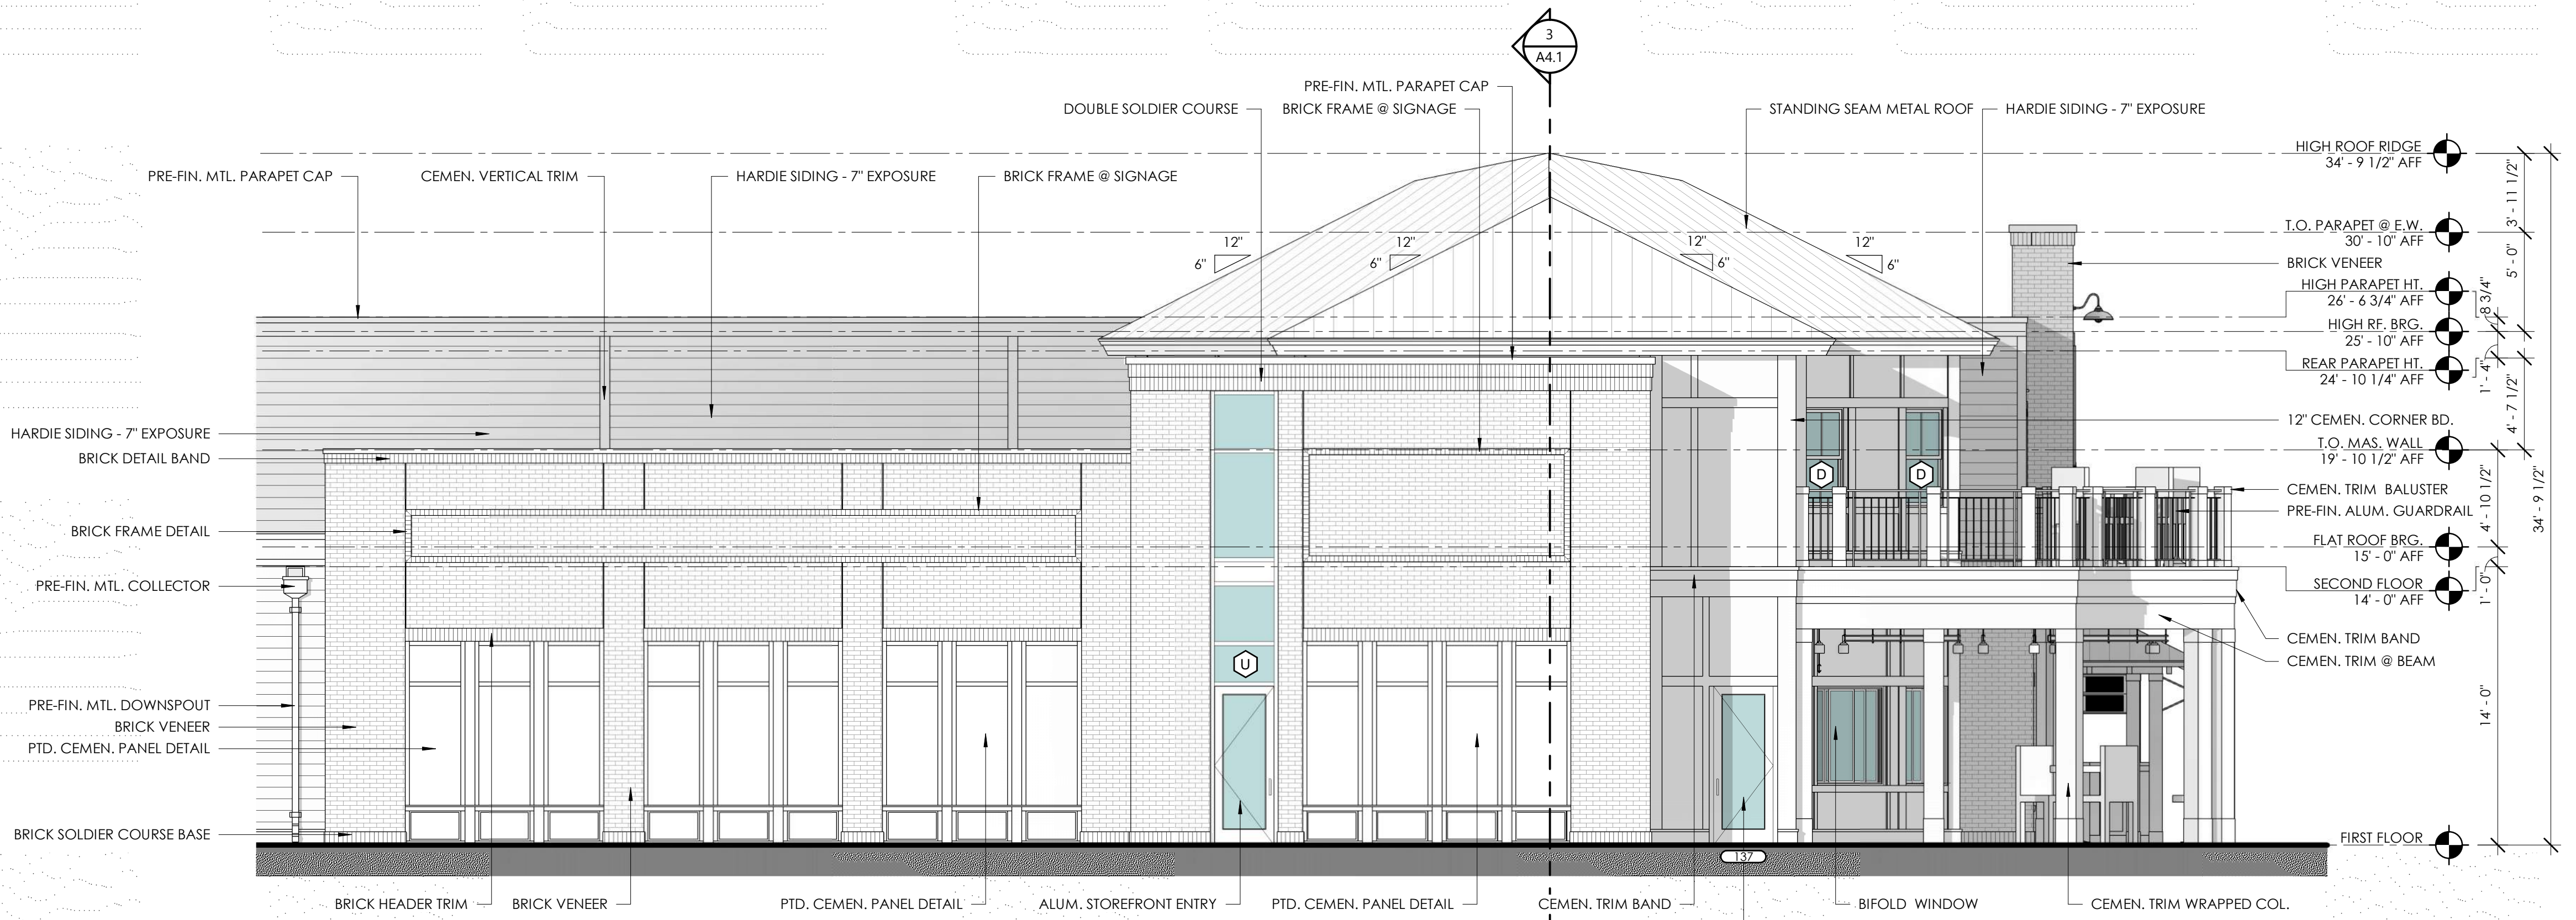 3
A4.1
PRE-FIN. MTL. PARAPET CAP
DOUBLE SOLDIER COURSE
BRICK FRAME @ SIGNAGE
STANDING SEAM METAL ROOF
HARDIE SIDING - 7" EXPOSURE
PRE-FIN. MTL. PARAPET CAP
CEMEN. VERTICAL TRIM
HARDIE SIDING - 7" EXPOSURE
BRICK FRAME @ SIGNAGE
12"
6"
12"
6"
12"
6"
12"
6"
HARDIE SIDING - 7" EXPOSURE
BRICK DETAIL BAND
BRICK FRAME DETAIL
PRE-FIN. MTL. COLLECTOR
PRE-FIN. MTL. DOWNSPOUT
BRICK VENEER
PTD. CEMEN. PANEL DETAIL
BRICK SOLDIER COURSE BASE
D
D
U
137
HIGH ROOF RIDGE
34' - 9 1/2" AFF
T.O. PARAPET @ E.W.
30' - 10" AFF
BRICK VENEER
HIGH PARAPET HT.
26' - 6 3/4" AFF
HIGH RF. BRG.
25' - 10" AFF
REAR PARAPET HT.
24' - 10 1/4" AFF
12" CEMEN. CORNER BD.
T.O. MAS. WALL
19' - 10 1/2" AFF
CEMEN. TRIM BALUSTER
PRE-FIN. ALUM. GUARDRAIL
FLAT ROOF BRG.
15' - 0" AFF
SECOND FLOOR
14' - 0" AFF
CEMEN. TRIM BAND
CEMEN. TRIM @ BEAM
FIRST FLOOR
3' - 11 1/2"
5' - 0"
8 3/4"
1' - 4"
4' - 7 1/2"
4' - 10 1/2"
1' - 0"
14' - 0"
34' - 9 1/2"
BRICK HEADER TRIM
BRICK VENEER
PTD. CEMEN. PANEL DETAIL
ALUM. STOREFRONT ENTRY
PTD. CEMEN. PANEL DETAIL
CEMEN. TRIM BAND
BIFOLD WINDOW
CEMEN. TRIM WRAPPED COL.